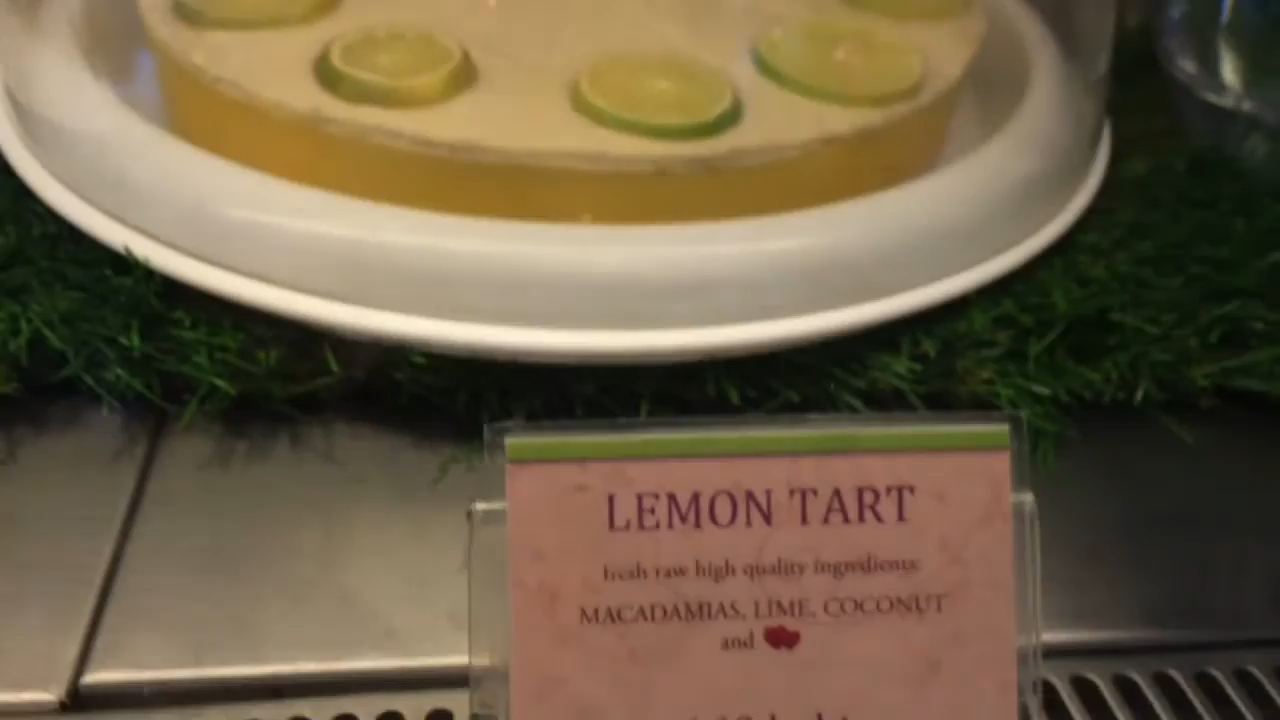 LEMON TART
fresh raw high quality ingredients:
MACADAMIAS, LIME, COCONUT
and